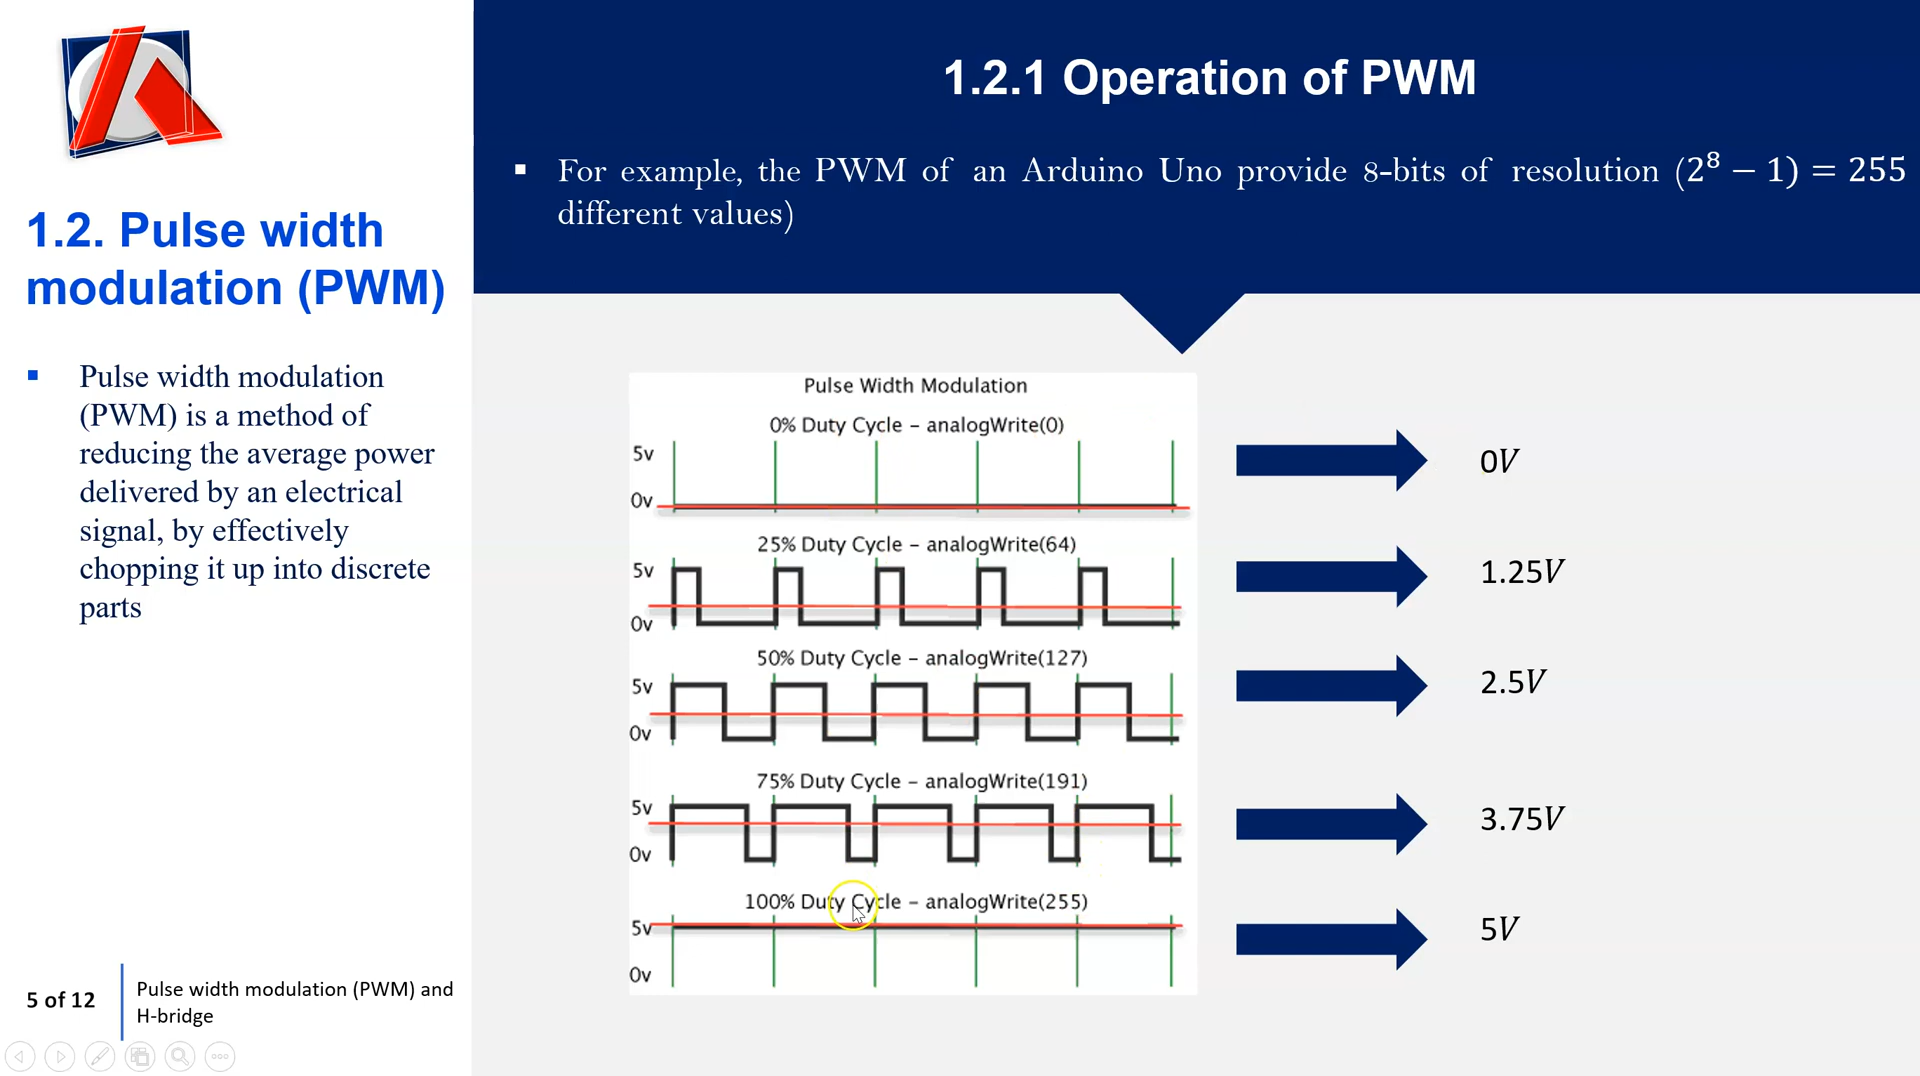 1.2. Pulse width
modulation (PWM)
▪ Pulse width modulation
(PWM) is a method of
reducing the average power
delivered by an electrical
signal, by effectively
chopping it up into discrete
parts
5 of 12
Pulse width modulation (PWM) and
H-bridge
1.2.1 Operation of PWM
▪ For example, the PWM of an Arduino Uno provide 8-bits of resolution (2⁸ − 1) = 255
different values)
Pulse Width Modulation
0% Duty Cycle – analogWrite(0)
5v
0v
0V
25% Duty Cycle – analogWrite(64)
5v
0v
1.25V
50% Duty Cycle – analogWrite(127)
5v
0v
2.5V
75% Duty Cycle – analogWrite(191)
5v
0v
3.75V
100% Duty Cycle – analogWrite(255)
5v
0v
5V